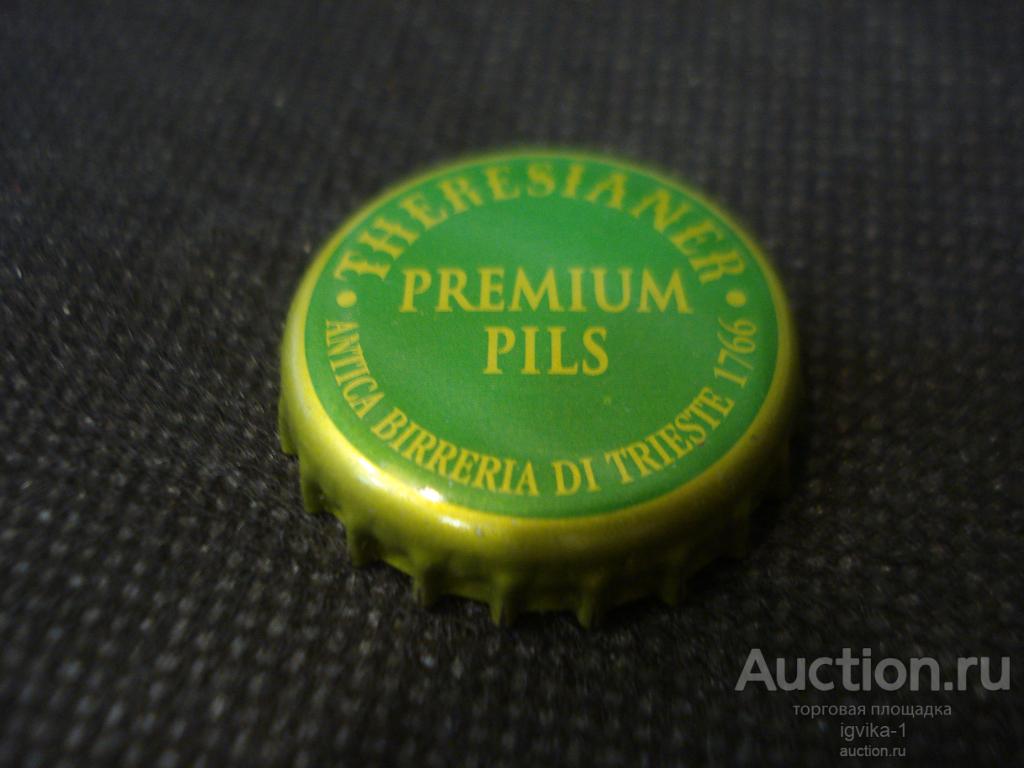 THERESIANER
PREMIUM
PILS
ANTICA BIRRERIA DI TRIESTE 1766
Auction.ru
торговая площадка
igvika-1
auction.ru